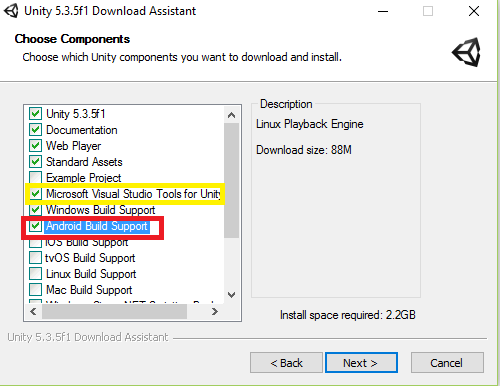 Unity 5.3.5f1 Download Assistant
Choose Components
Choose which Unity components you want to download and install.
Unity 5.3.5f1
Documentation
Web Player
Standard Assets
Example Project
Microsoft Visual Studio Tools for Unity
Windows Build Support
Android Build Support
iOS Build Support
tvOS Build Support
Linux Build Support
Mac Build Support
Description
Linux Playback Engine
Download size: 88M
Install space required: 2.2GB
Unity 5.3.5f1 Download Assistant
< Back
Next >
Cancel